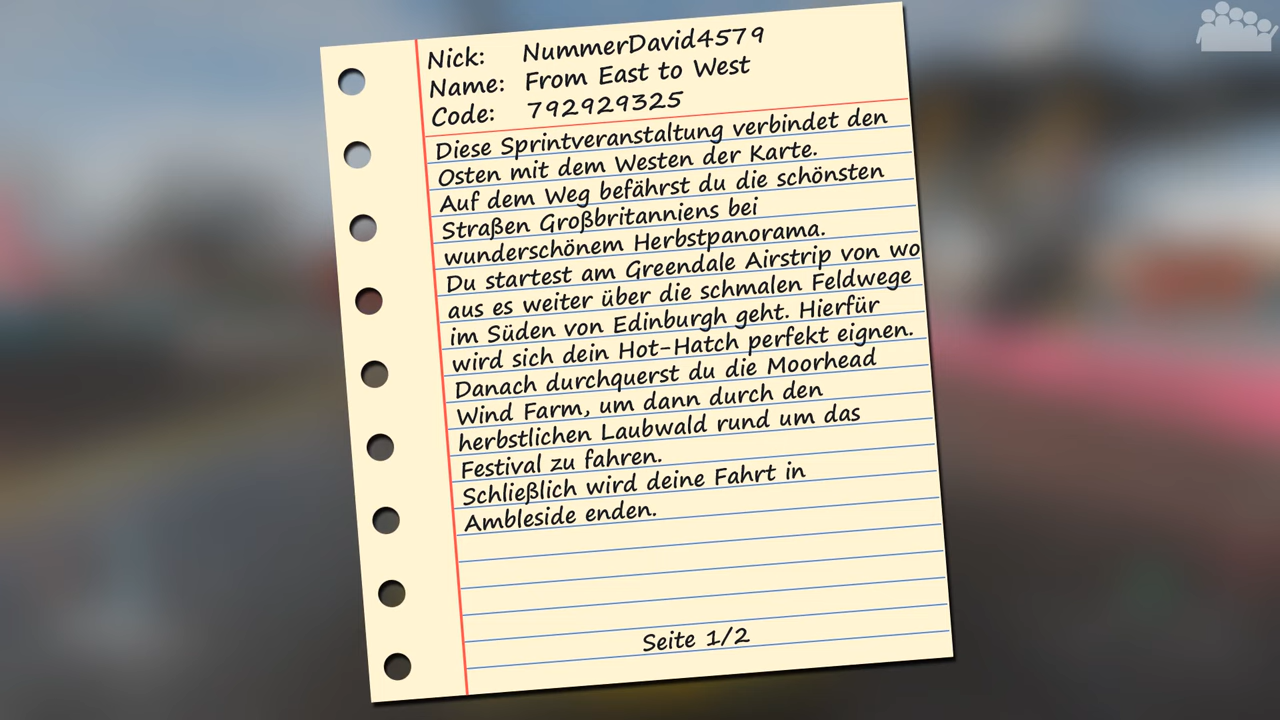 Nick: NummerDavid4579
Name: From East to West
Code: 792929325
Diese Sprintveranstaltung verbindet den
Osten mit dem Westen der Karte.
Auf dem Weg befährst du die schönsten
Straßen Großbritanniens bei
wunderschönem Herbstpanorama.
Du startest am Greendale Airstrip von wo
aus es weiter über die schmalen Feldwege
im Süden von Edinburgh geht. Hierfür
wird sich dein Hot-Hatch perfekt eignen.
Danach durchquerst du die Moorhead
Wind Farm, um dann durch den
herbstlichen Laubwald rund um das
Festival zu fahren.
Schließlich wird deine Fahrt in
Ambleside enden.
Seite 1/2